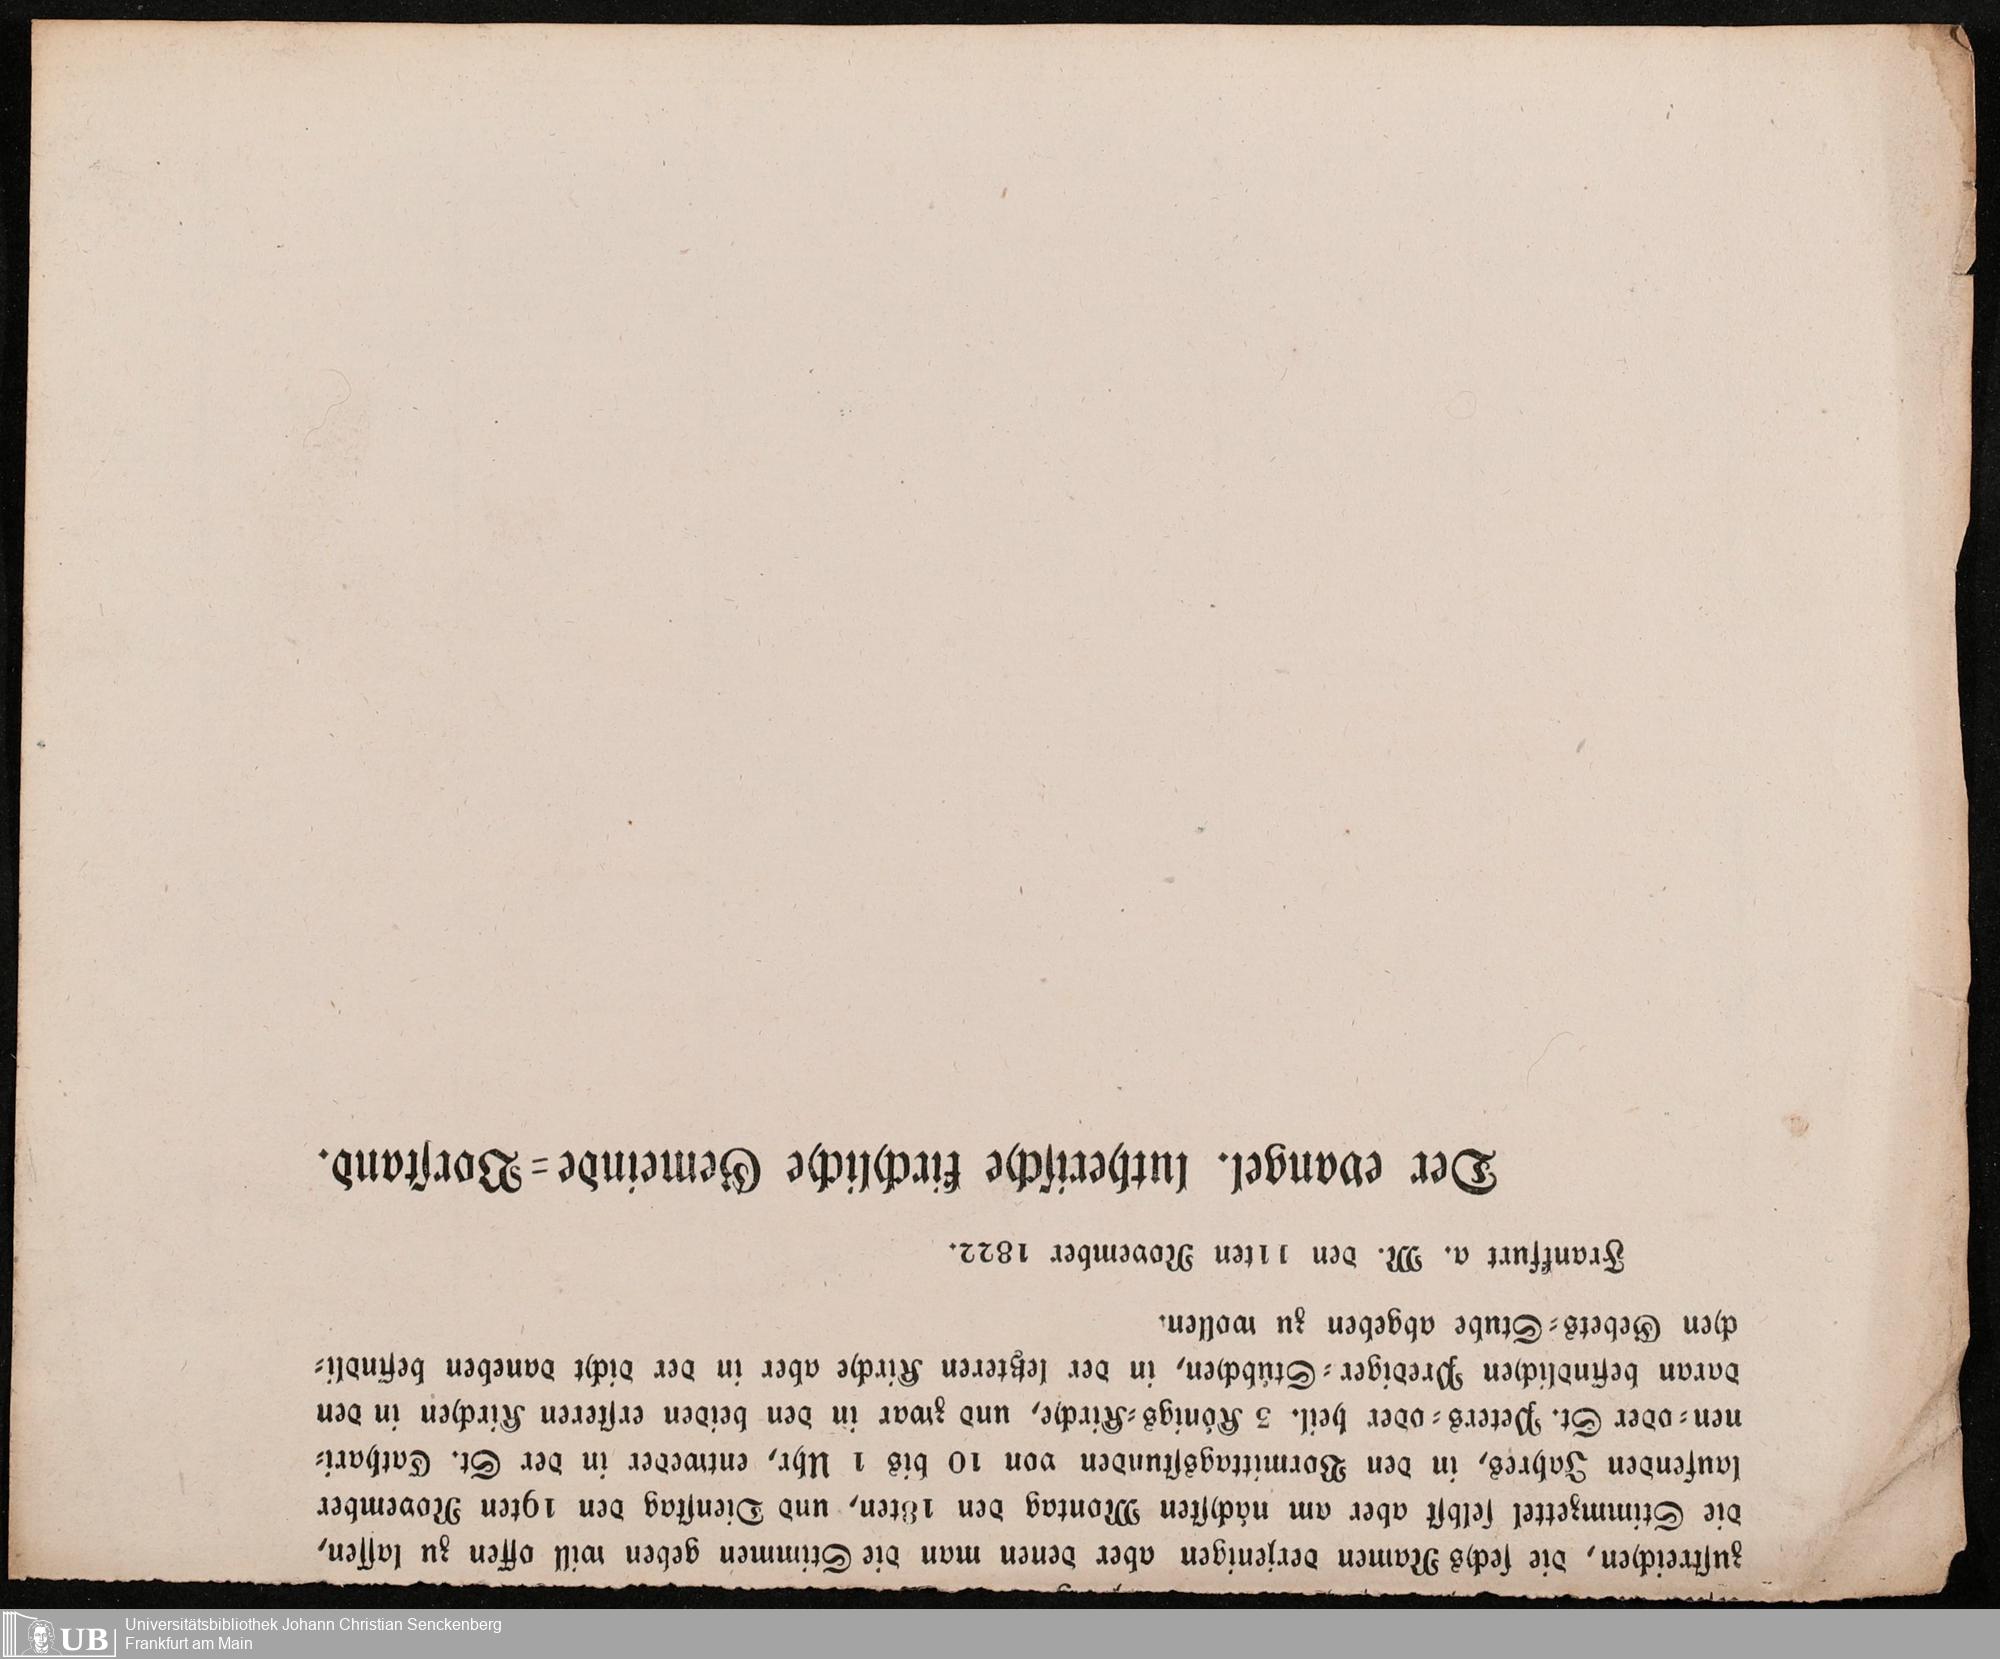 zustreichen, die sechs Namen derjenigen aber denen man die Stimmen geben will offen zu lassen,
die Stimmzettel selbst aber am nächsten Montag den 18ten, und Dienstag den 19ten November
laufenden Jahres, in den Vormittagsstunden von 10 bis 1 Uhr, entweder in der St. Cathari=
nen=oder St. Peters=oder heil. 3 Königs=Kirche, und zwar in den beiden ersteren Kirchen in den
daran befindlichen Prediger=Stübchen, in der letzteren Kirche aber in der dicht daneben befindli=
chen Gebets=Stube abgeben zu wollen.
Frankfurt a. M. den 11ten November 1822.
Der evangel. lutherische kirchliche Gemeinde=Vorstand.
UB
Universitätsbibliothek Johann Christian Senckenberg
Frankfurt am Main